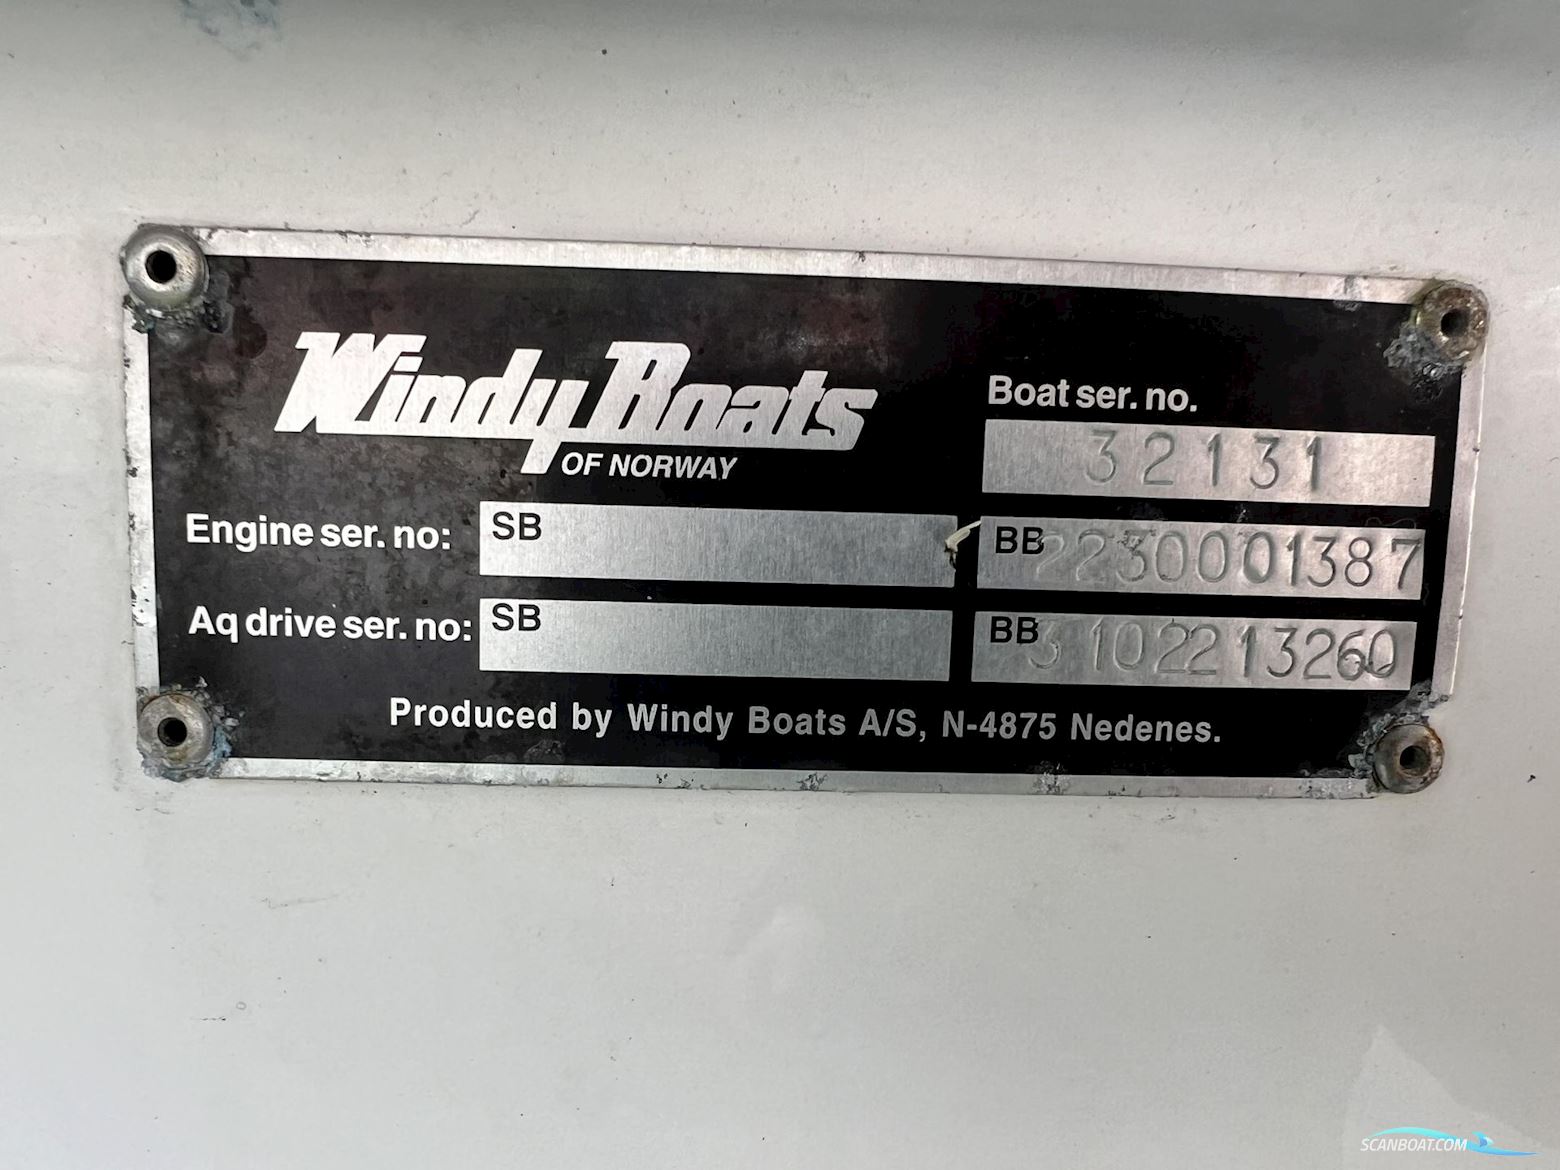 Windy Boats
OF NORWAY
Boat ser. no.
32131
Engine ser. no: SB BB 2230001387
Aq drive ser. no: SB BB 3102213260
Produced by Windy Boats A/S, N-4875 Nedenes.
SCANBOAT.COM